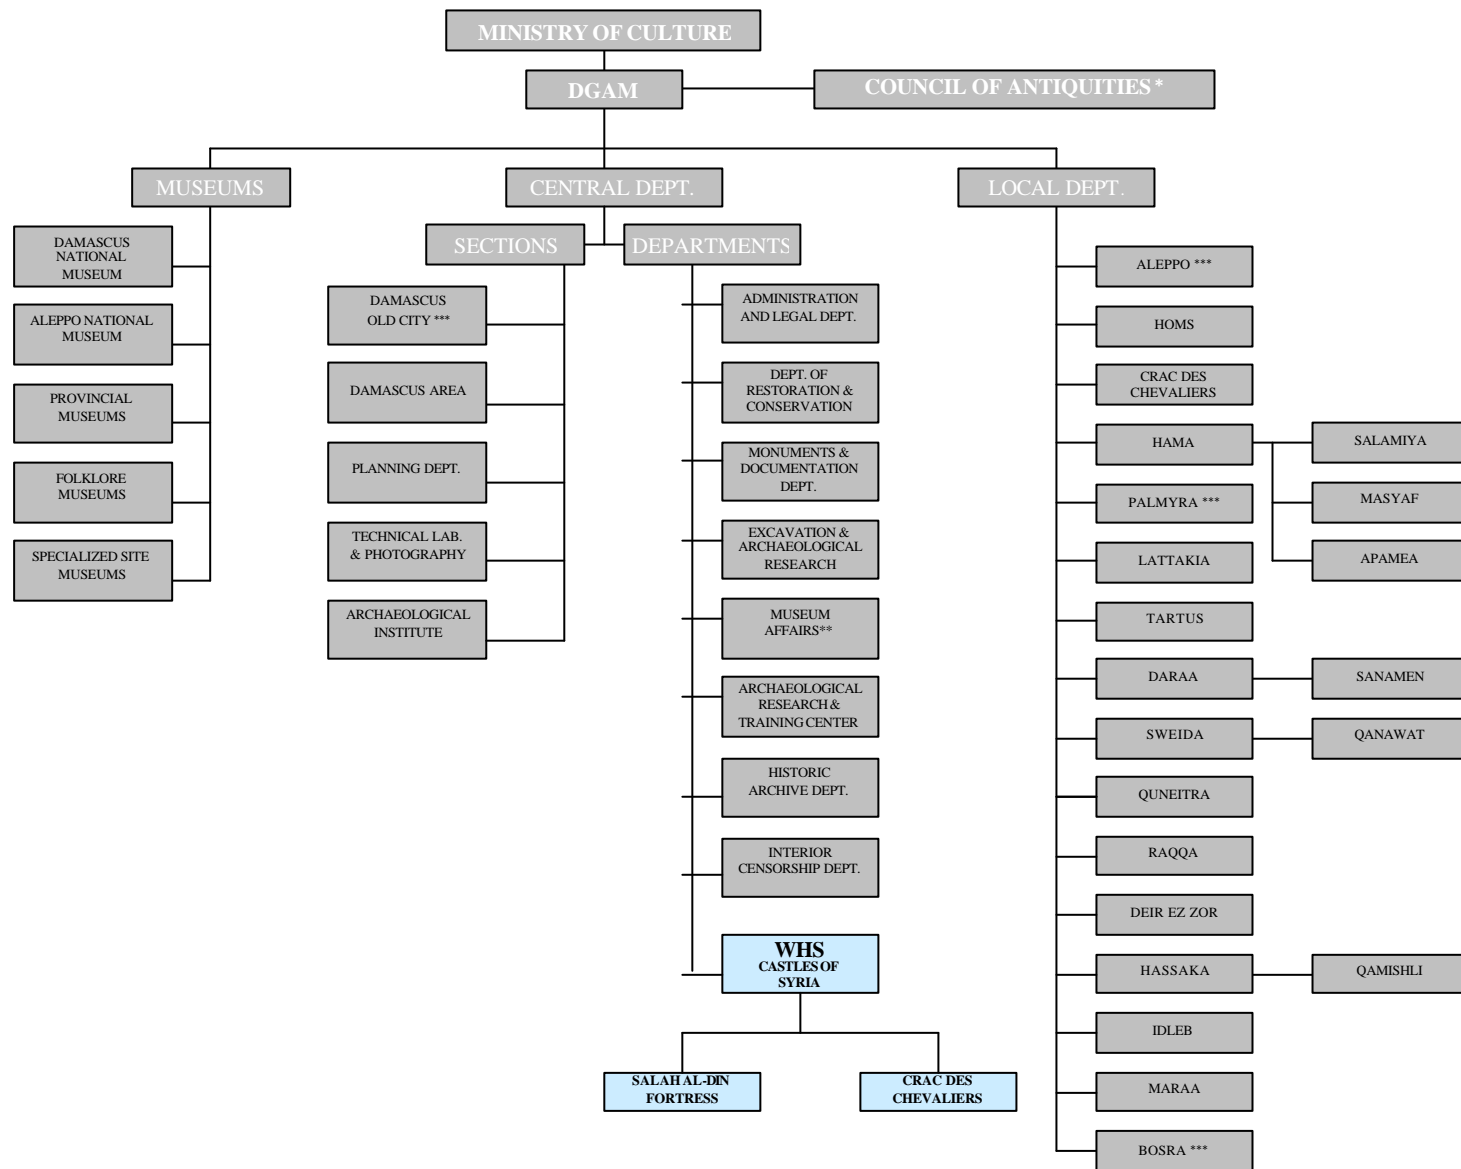 MINISTRY OF CULTURE
DGAM
COUNCIL OF ANTIQUITIES *
MUSEUMS
DAMASCUS
NATIONAL
MUSEUM
ALEPPO NATIONAL
MUSEUM
PROVINCIAL
MUSEUMS
FOLKLORE
MUSEUMS
SPECIALIZED SITE
MUSEUMS
CENTRAL DEPT.
SECTIONS
DAMASCUS
OLD CITY ***
DAMASCUS AREA
PLANNING DEPT.
TECHNICAL LAB.
& PHOTOGRAPHY
ARCHAEOLOGICAL
INSTITUTE
DEPARTMENTS
ADMINISTRATION
AND LEGAL DEPT.
DEPT. OF
RESTORATION &
CONSERVATION
MONUMENTS &
DOCUMENTATION
DEPT.
EXCAVATION &
ARCHAEOLOGICAL
RESEARCH
MUSEUM
AFFAIRS**
ARCHAEOLOGICAL
RESEARCH &
TRAINING CENTER
HISTORIC
ARCHIVE DEPT.
INTERIOR
CENSORSHIP DEPT.
WHS
CASTLES OF
SYRIA
SALAH AL-DIN
FORTRESS
CRAC DES
CHEVALIERS
LOCAL DEPT.
ALEPPO ***
HOMS
CRAC DES
CHEVALIERS
HAMA
SALAMIYA
MASYAF
APAMEA
PALMYRA ***
LATTAKIA
TARTUS
DARAA
SANAMEN
SWEIDA
QANAWAT
QUNEITRA
RAQQA
DEIR EZ ZOR
HASSAKA
QAMISHLI
IDLEB
MARAA
BOSRA ***